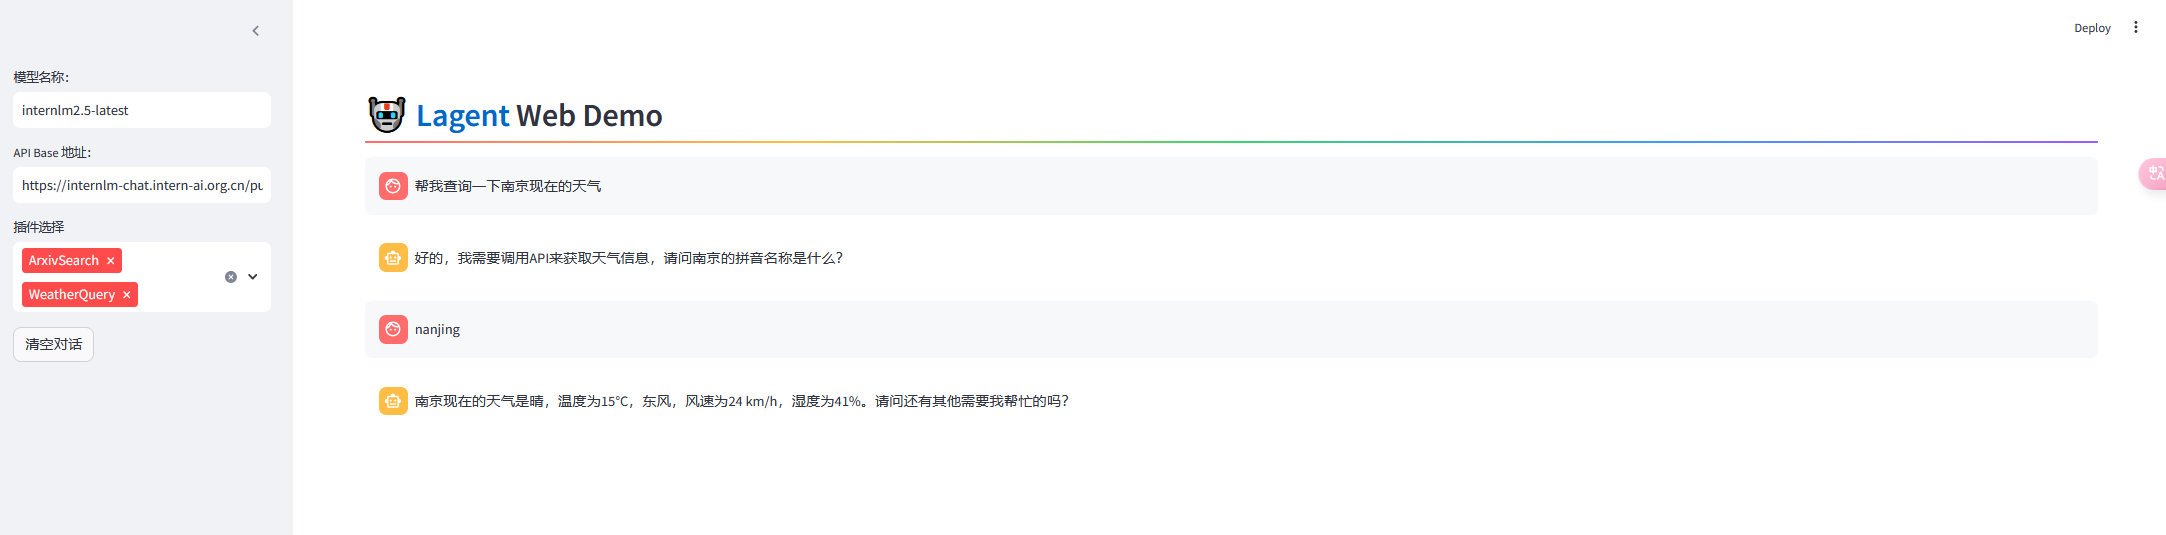 模型名称：
internlm2.5-latest
API Base 地址：
https://internlm-chat.intern-ai.org.cn/pu
插件选择
ArxivSearch ×
WeatherQuery ×
清空对话
Deploy
Lagent Web Demo
帮我查询一下南京现在的天气
好的，我需要调用API来获取天气信息，请问南京的拼音名称是什么？
nanjing
南京现在的天气是晴，温度为15°C，东风，风速为24 km/h，湿度为41%。请问还有其他需要我帮忙的吗？